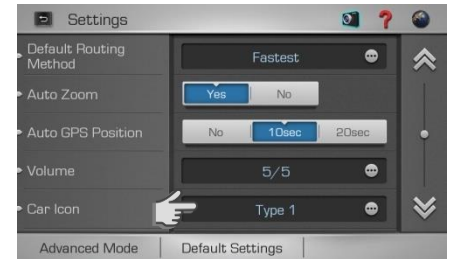 Settings
?
Default Routing
Method
Fastest
Auto Zoom
Yes
No
Auto GPS Position
No
10sec
20sec
Volume
5/5
Car Icon
Type 1
Advanced Mode
Default Settings